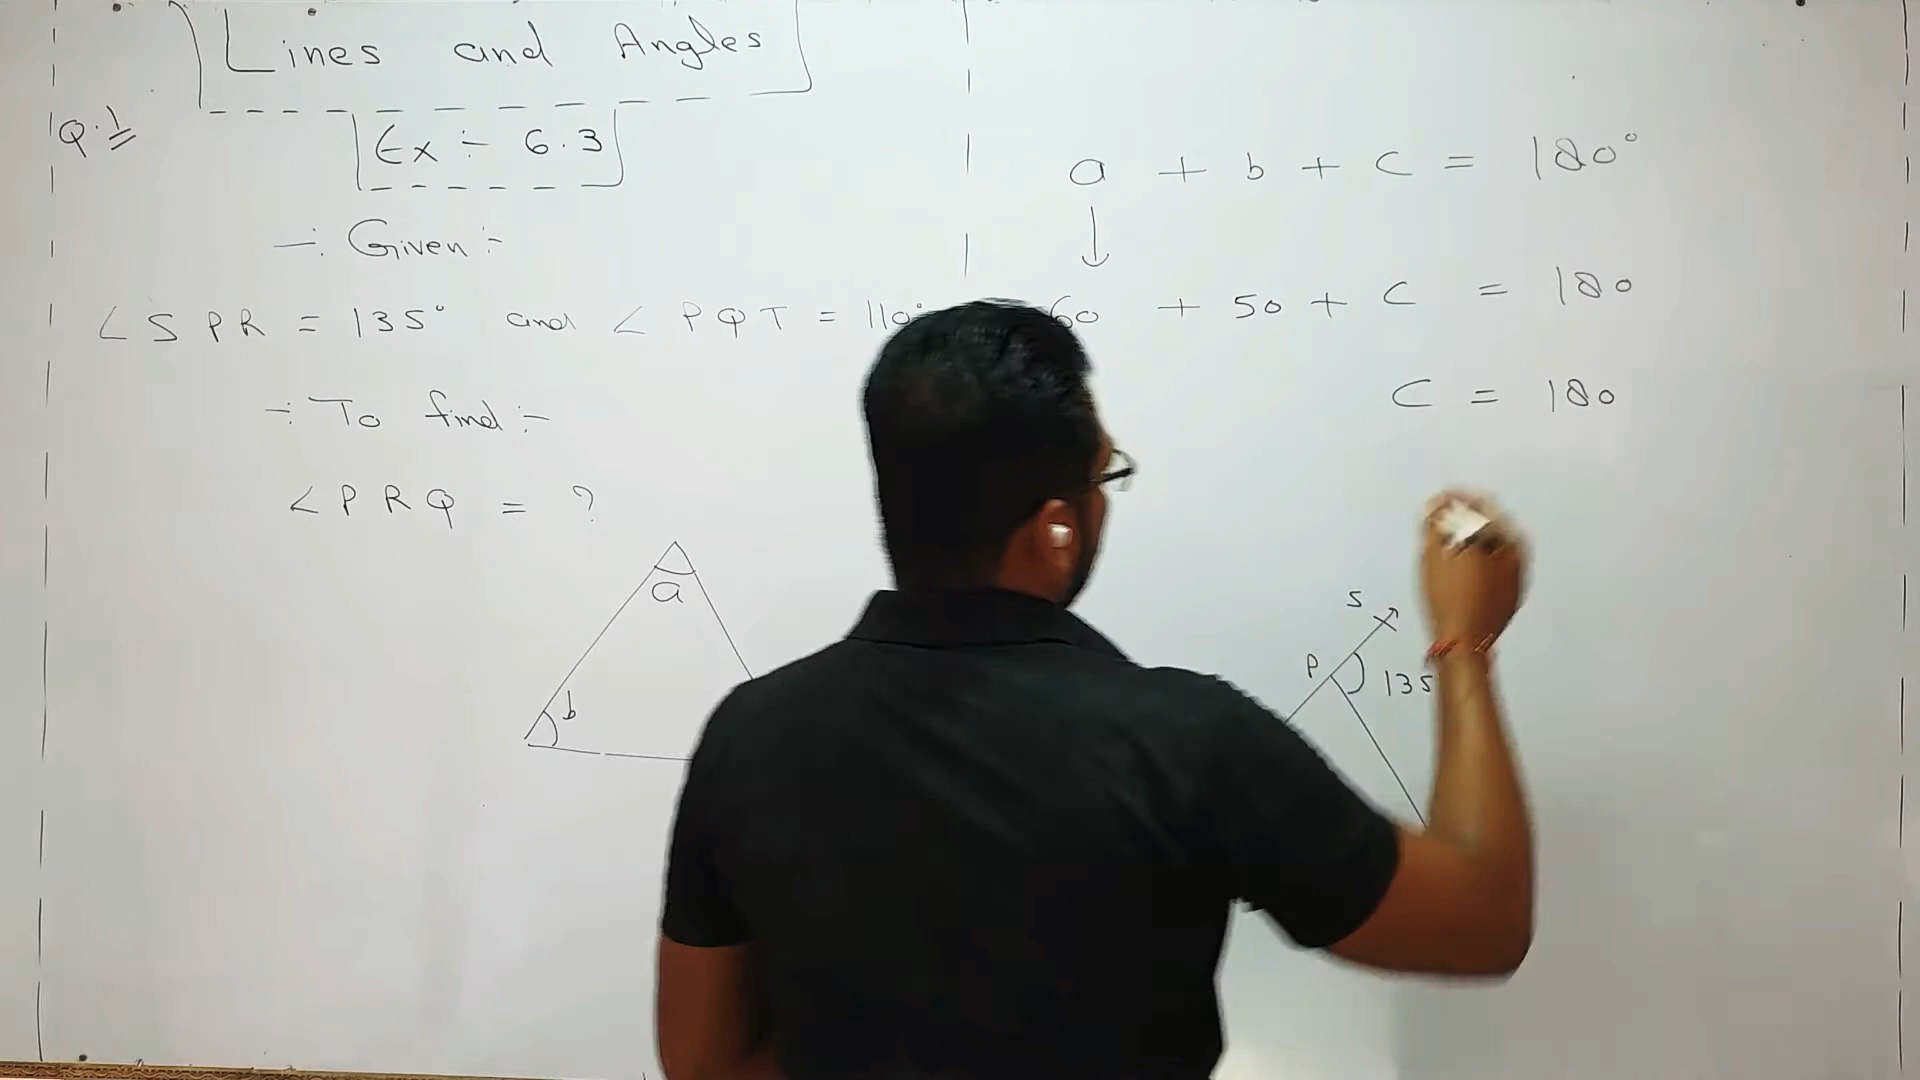 Lines and Angles
Q.1
Ex ÷ 6.3
÷ Given :-
∠SPR = 135° and ∠PQT = 110°
÷ To find :-
∠PRQ = ?
a
b
a + b + c = 180°
↓
60 + 50 + c = 180
c = 180
S
P
135